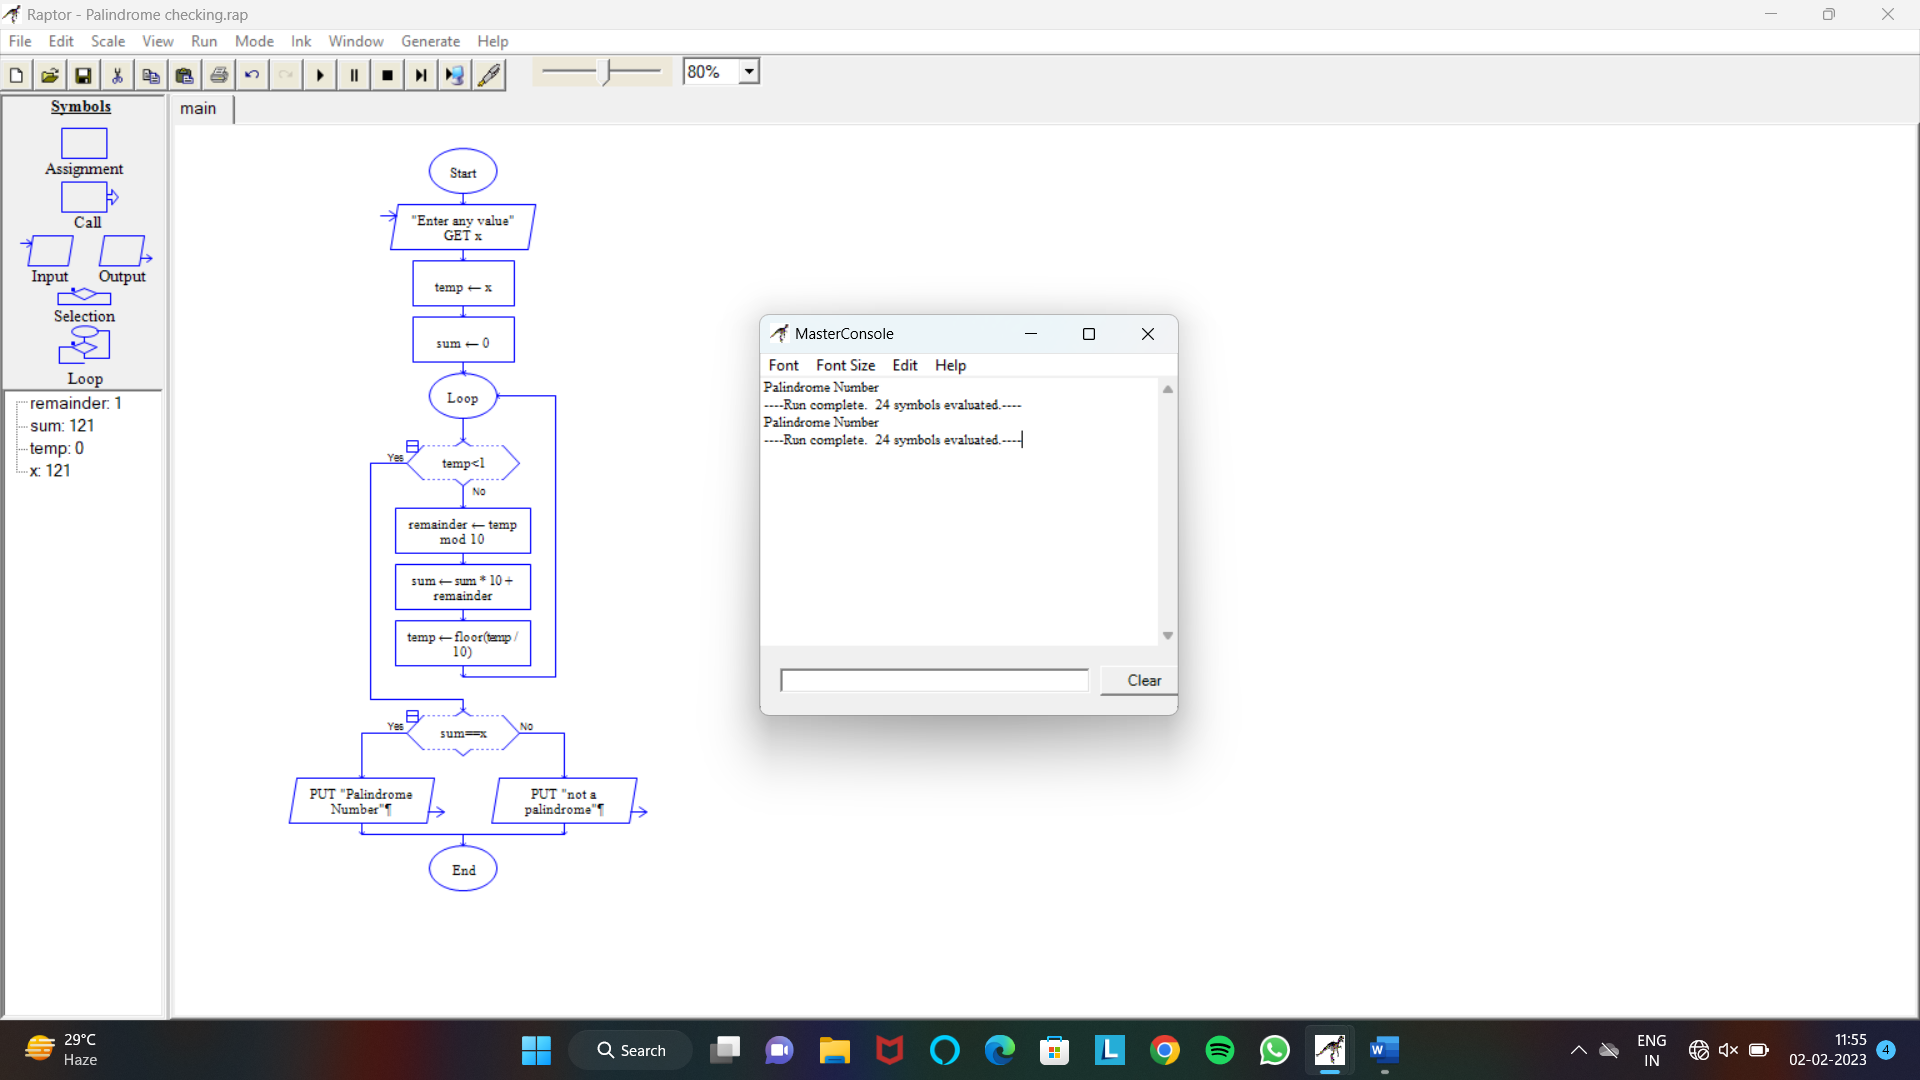 Raptor - Palindrome checking.rap
File Edit Scale View Run Mode Ink Window Generate Help
80%
Symbols
Assignment
Call
Input Output
Selection
Loop
remainder: 1
sum: 121
temp: 0
x: 121
main
Start
"Enter any value"
GET x
temp ← x
sum ← 0
Loop
Yes
temp<1
No
remainder ← temp
mod 10
sum ← sum * 10 +
remainder
temp ← floor(temp /
10)
Yes
sum==x
No
PUT "Palindrome
Number"¶
PUT "not a
palindrome"¶
End
MasterConsole
Font Font Size Edit Help
Palindrome Number
----Run complete.  24 symbols evaluated.----
Palindrome Number
----Run complete.  24 symbols evaluated.----
Clear
29°C
Haze
Search
L
W
ENG
IN
11:55
02-02-2023
4